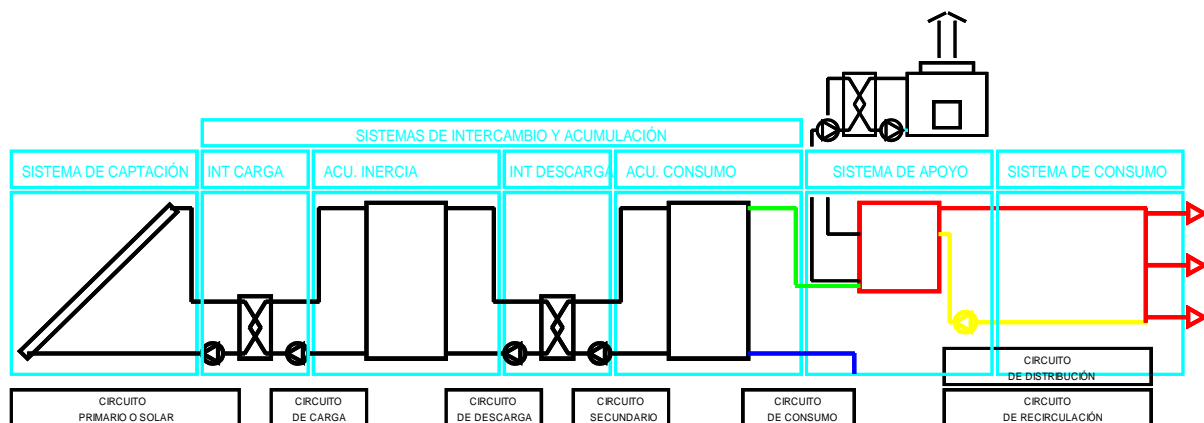 SISTEMAS DE INTERCAMBIO Y ACUMULACIÓN
SISTEMA DE CAPTACIÓN
INT CARGA
ACU. INERCIA
INT DESCARGA
ACU. CONSUMO
SISTEMA DE APOYO
SISTEMA DE CONSUMO
CIRCUITO
DE DISTRIBUCIÓN
CIRCUITO
PRIMARIO O SOLAR
CIRCUITO
DE CARGA
CIRCUITO
DE DESCARGA
CIRCUITO
SECUNDARIO
CIRCUITO
DE CONSUMO
CIRCUITO
DE RECIRCULACIÓN